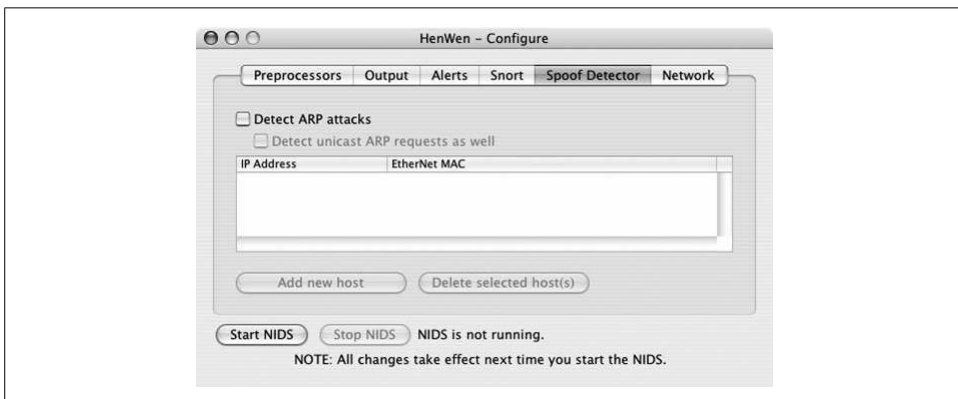 HenWen – Configure
Preprocessors Output Alerts Snort Spoof Detector Network
Detect ARP attacks
Detect unicast ARP requests as well
IP Address EtherNet MAC
Add new host Delete selected host(s)
Start NIDS Stop NIDS NIDS is not running.
NOTE: All changes take effect next time you start the NIDS.